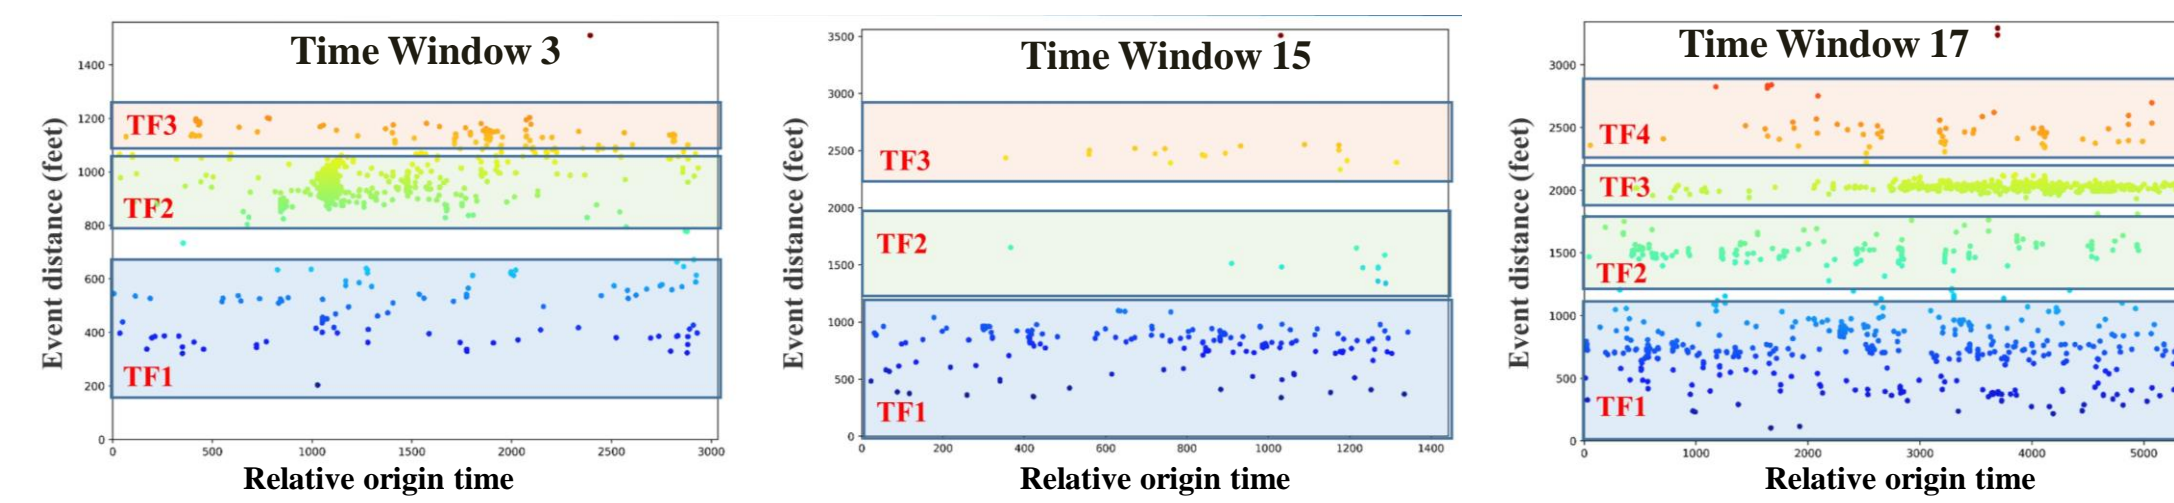 Time Window 3
Event distance (feet)
1400
1200
1000
800
600
400
200
0
TF3
TF2
TF1
0 500 1000 1500 2000 2500 3000
Relative origin time
Time Window 15
Event distance (feet)
3500
3000
2500
2000
1500
1000
500
0
TF3
TF2
TF1
0 200 400 600 800 1000 1200 1400
Relative origin time
Time Window 17
Event distance (feet)
3000
2500
2000
1500
1000
500
0
TF4
TF3
TF2
TF1
0 1000 2000 3000 4000 5000
Relative origin time